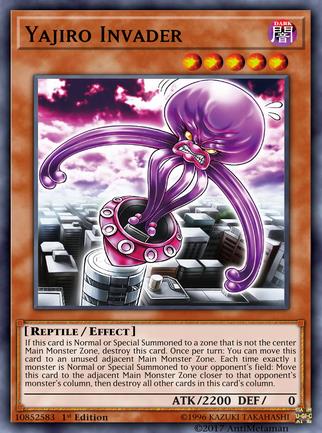 Yajiro Invader
DARK
闇
[Reptile / Effect]
If this card is Normal or Special Summoned to a zone that is not the center
Main Monster Zone, destroy this card. Once per turn: You can move this card
to an unused adjacent Main Monster Zone. Each time exactly 1
monster is Normal or Special Summoned to your opponent's field: Move
this card to the adjacent Main Monster Zone closer to that opponent's
monster's column, then destroy all other cards in this card's column.
ATK/2200 DEF/ 0
10852583 1st Edition ©1996 KAZUKI TAKAHASHI
©2017 AntiMetaman